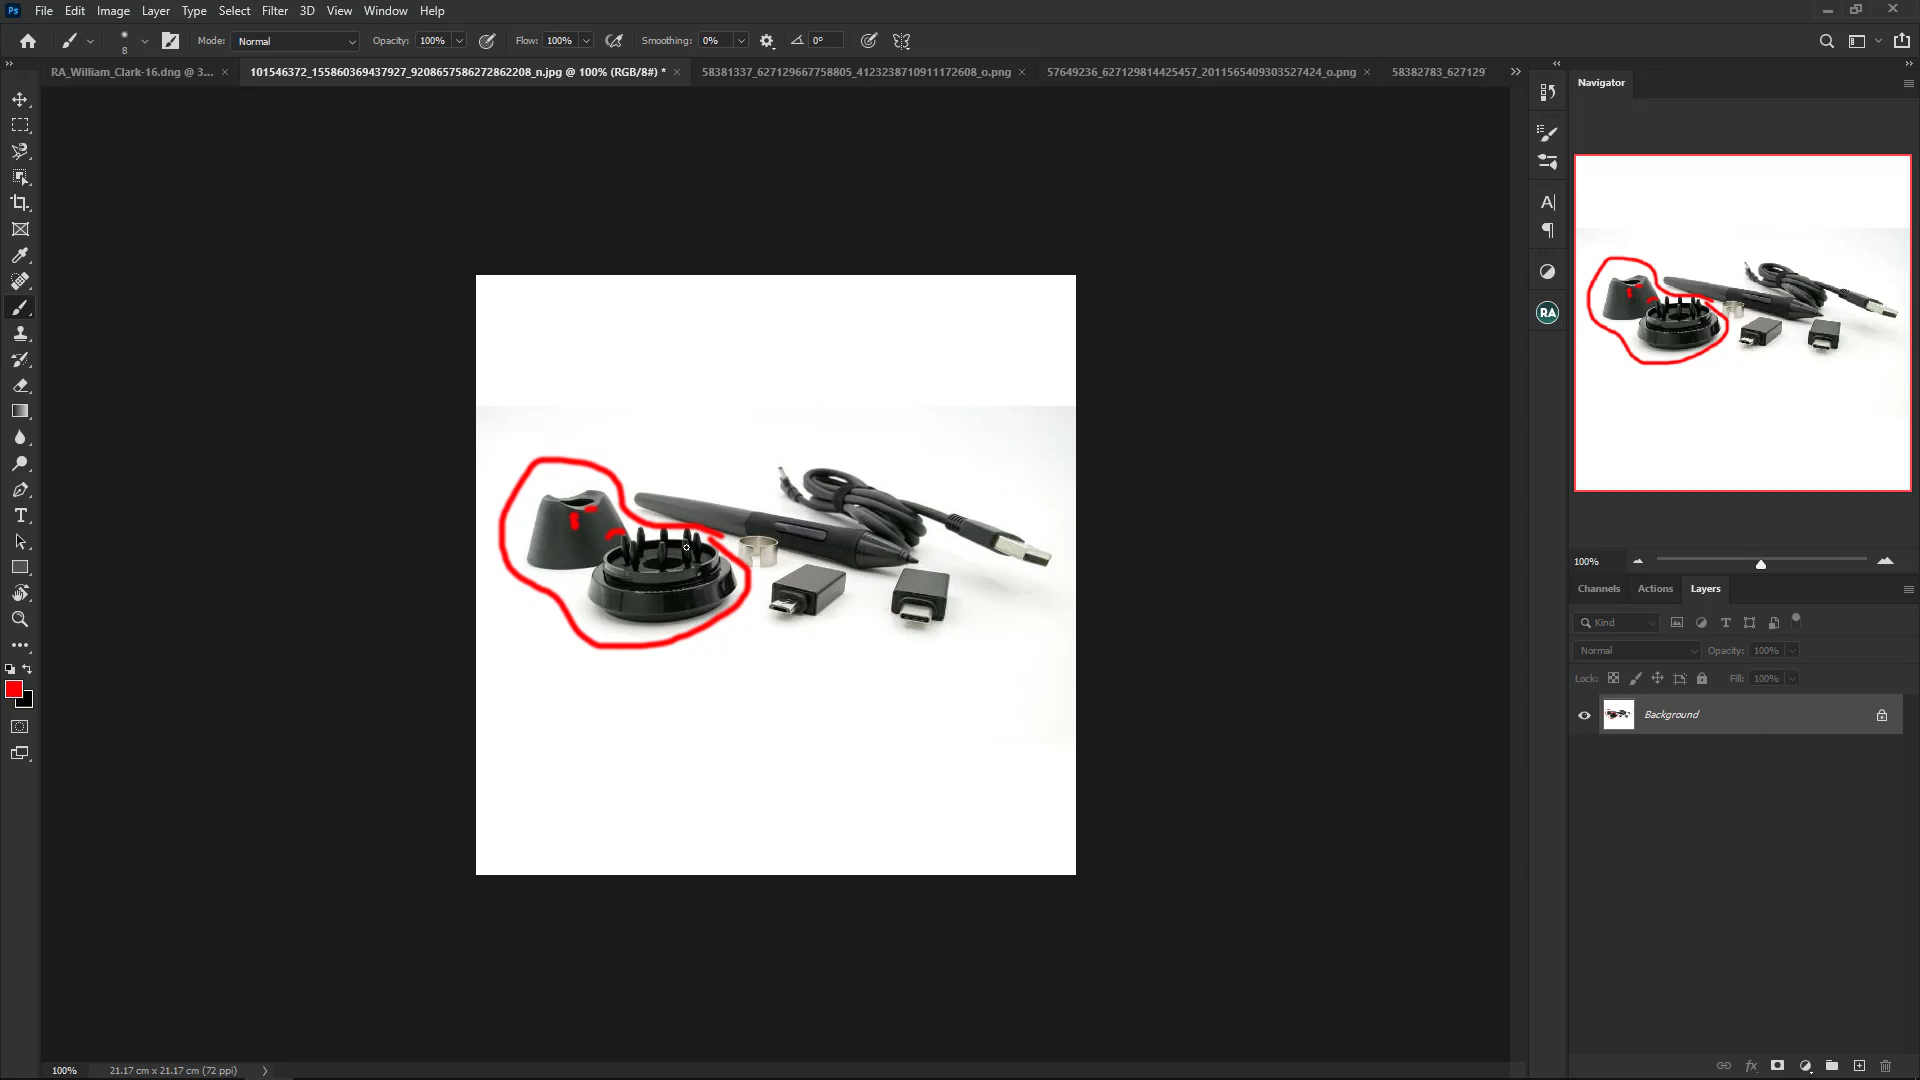 Ps File Edit Image Layer Type Select Filter 3D View Window Help
8 Mode: Normal Opacity: 100% Flow: 100% Smoothing: 0% 0°
RA_William_Clark-16.dng @ 3... 101546372_155860369437927_9208657586272862208_n.jpg @ 100% (RGB/8#) * 58381337_627129667758805_4123238710911172608_o.png 57649236_627129814425457_2011565409303527424_o.png 58382783_627129
Navigator
A
RA
T
100%
Channels Actions Layers
Kind T
Normal Opacity: 100%
Lock: Fill: 100%
Background
fx
100% 21.17 cm x 21.17 cm (72 ppi)